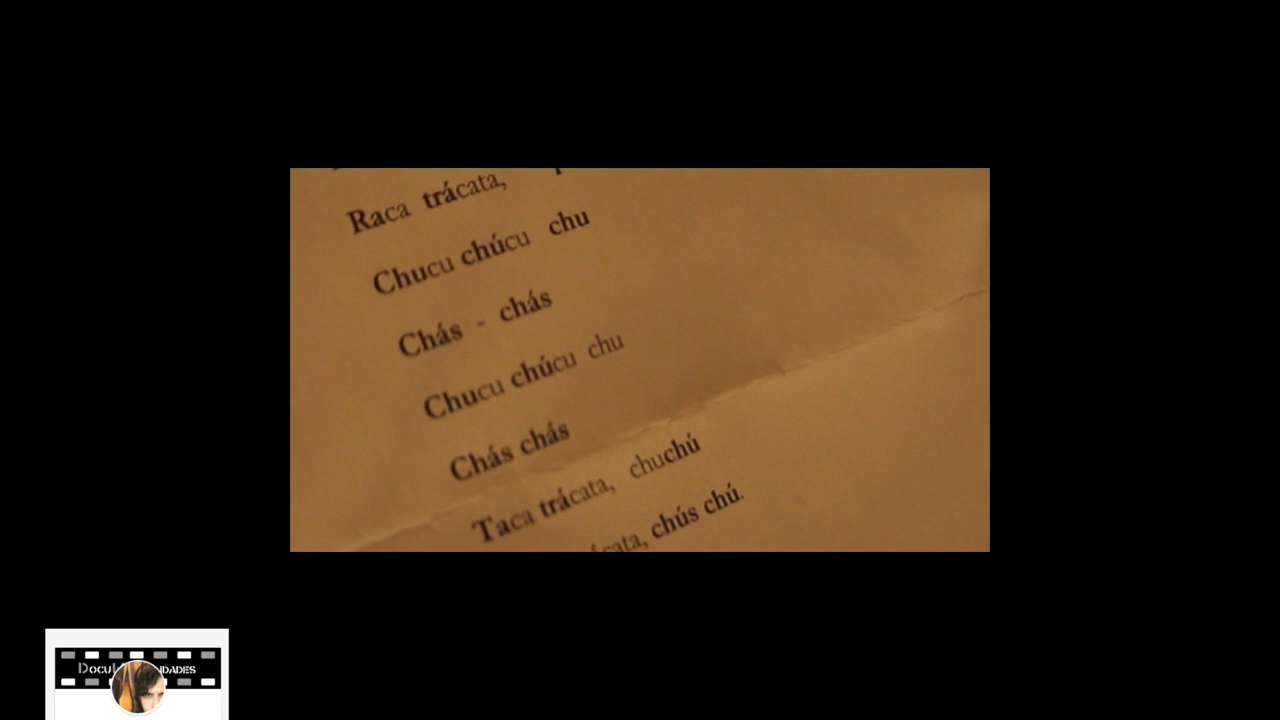 Raca trácata,
Chucu chúcu chu
Chás - chás
Chucu chúcu chu
Chás chás
Taca trácata, chuchú
chús chú.